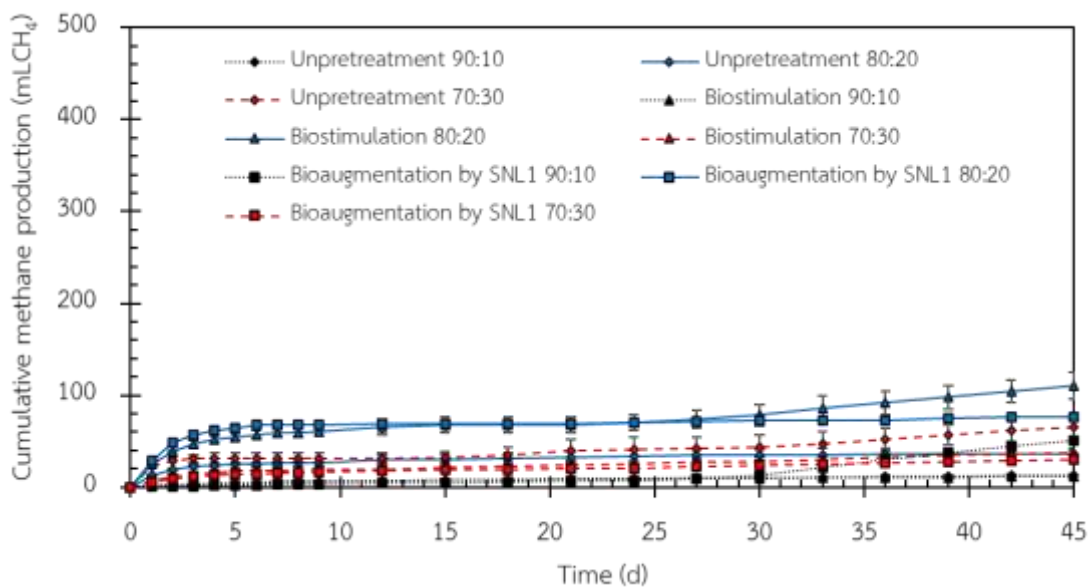 500
400
300
200
100
0
Cumulative methane production (mLCH₄)
Unpretreatment 90:10
Unpretreatment 80:20
Unpretreatment 70:30
Biostimulation 90:10
Biostimulation 80:20
Biostimulation 70:30
Bioaugmentation by SNL1 90:10
Bioaugmentation by SNL1 80:20
Bioaugmentation by SNL1 70:30
0 5 10 15 20 25 30 35 40 45
Time (d)